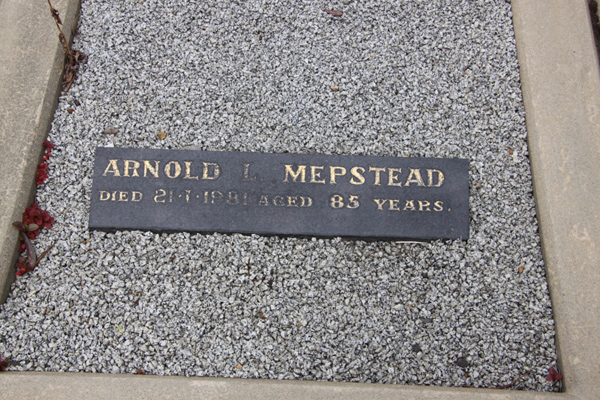 ARNOLD L MEPSTEAD
DIED 21·7·1981 AGED 85 YEARS.